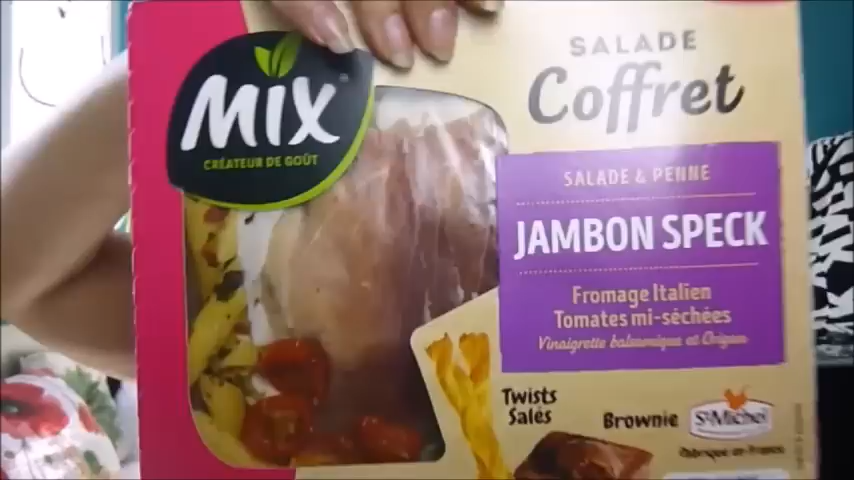 MIX
CRÉATEUR DE GOÛT
SALADE
Coffret
SALADE & PENNE
JAMBON SPECK
Fromage Italien
Tomates mi-séchées
Vinaigrette balsamique et Origan
Twists
Salés
Brownie
St Michel
Fabriqué en France